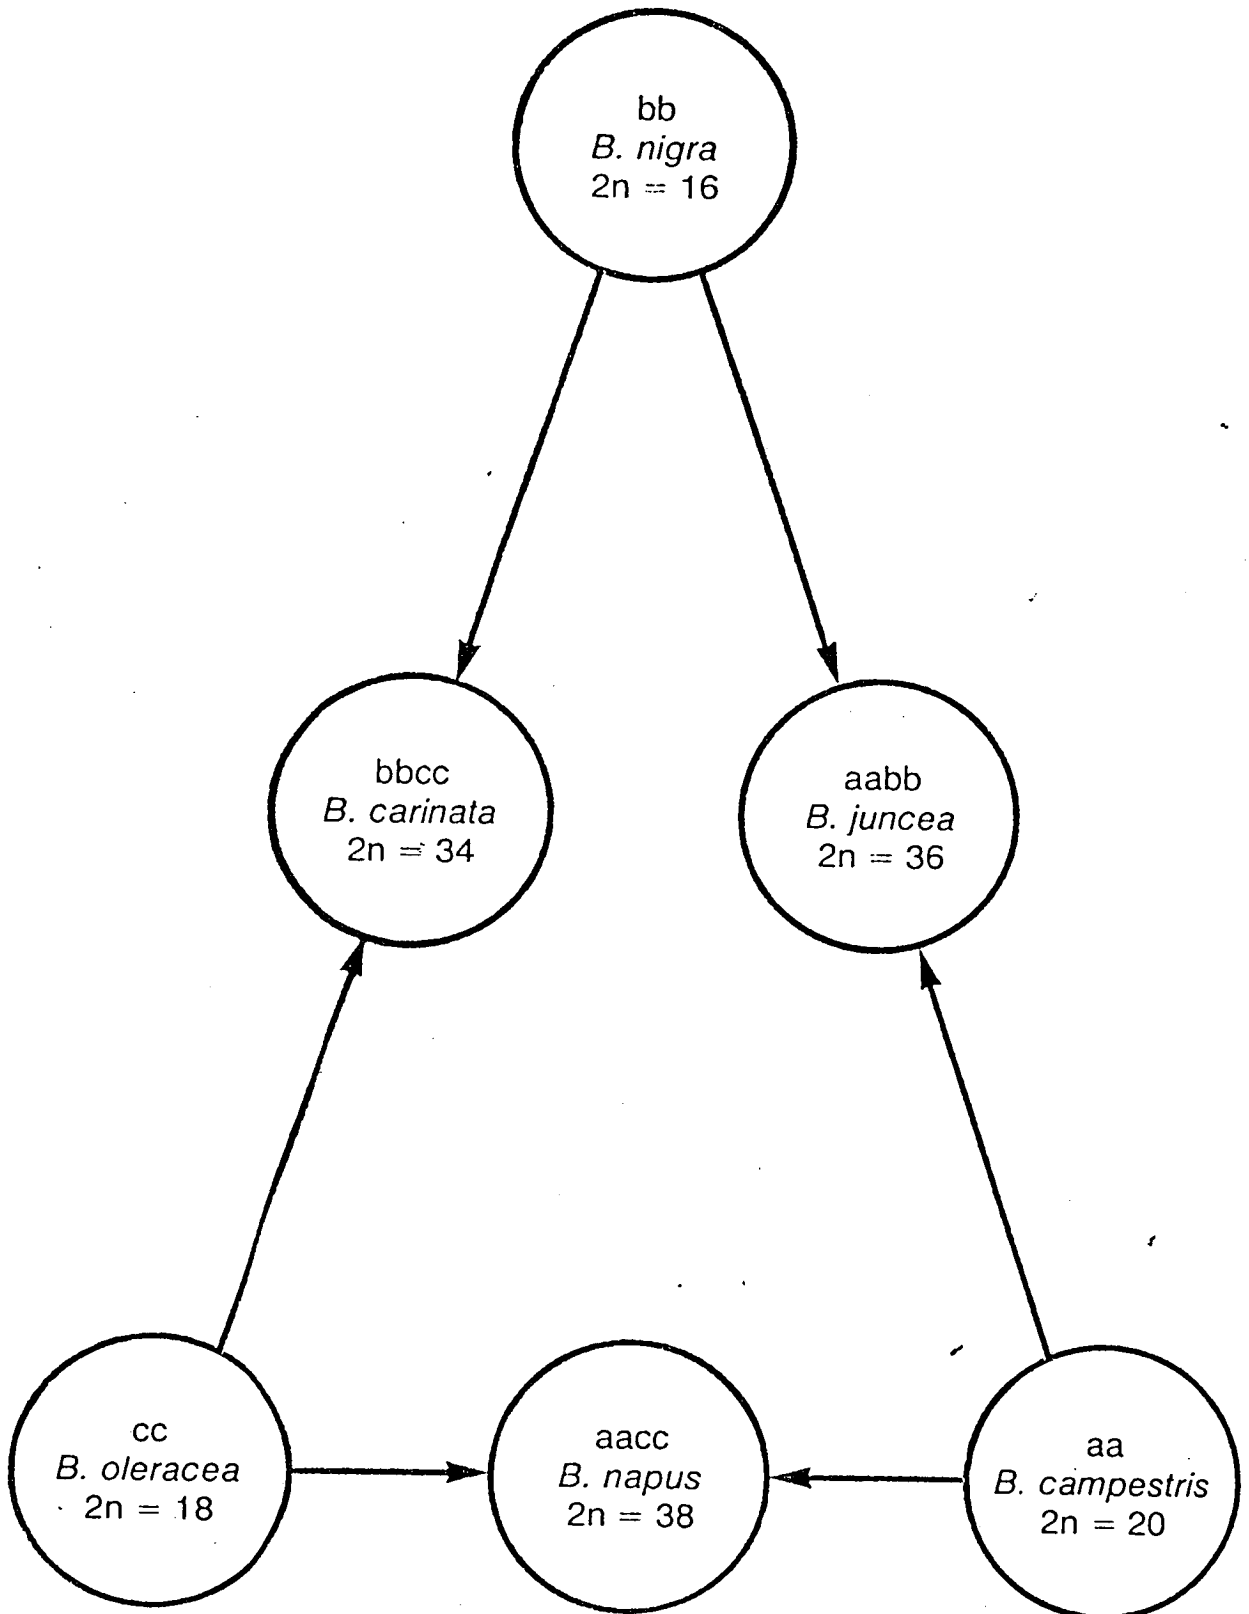 bb
B. nigra
2n = 16
bbcc
B. carinata
2n = 34
aabb
B. juncea
2n = 36
cc
B. oleracea
2n = 18
aacc
B. napus
2n = 38
aa
B. campestris
2n = 20